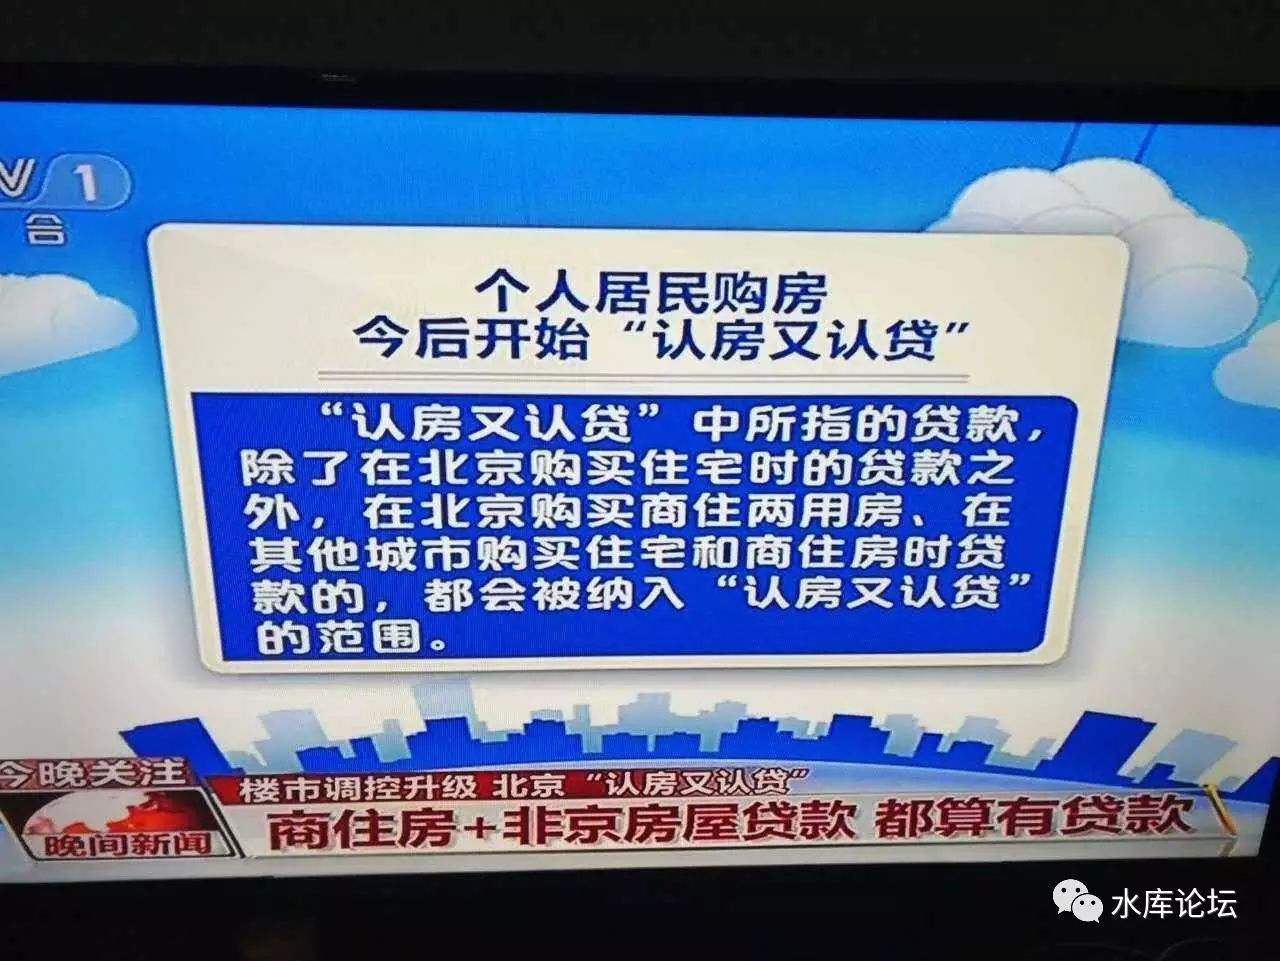 V 1
合
个人居民购房
今后开始“认房又认贷”
“认房又认贷”中所指的贷款，
除了在北京购买住宅时的贷款之
外，在北京购买商住两用房、在
其他城市购买住宅和商住房时贷
款的，都会被纳入“认房又认贷”
的范围。
今晚关注
楼市调控升级 北京“认房又认贷”
商住房+非京房屋贷款 都算有贷款
晚间新闻
水库论坛